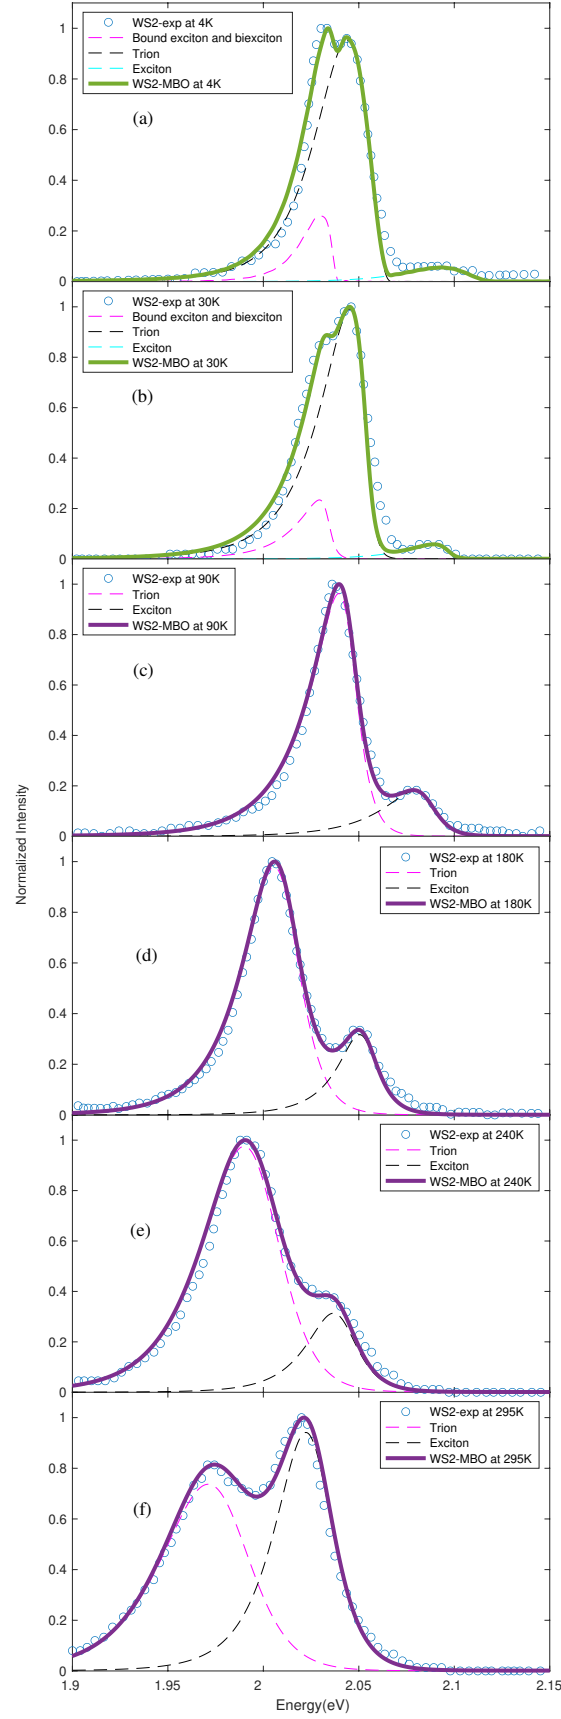 1
WS2-exp at 4K
Bound exciton and biexciton
Trion
Exciton
WS2-MBO at 4K
0.8
(a)
0.6
0.4
0.2
0
WS2-exp at 30K
Bound exciton and biexciton
Trion
Exciton
WS2-MBO at 30K
1
0.8
(b)
0.6
0.4
0.2
0
WS2-exp at 90K
Trion
Exciton
WS2-MBO at 90K
1
0.8
(c)
0.6
0.4
0.2
0
Normalized Intensity
WS2-exp at 180K
Trion
Exciton
WS2-MBO at 180K
1
0.8
(d)
0.6
0.4
0.2
0
WS2-exp at 240K
Trion
Exciton
WS2-MBO at 240K
1
0.8
(e)
0.6
0.4
0.2
0
WS2-exp at 295K
Trion
Exciton
WS2-MBO at 295K
1
0.8
(f)
0.6
0.4
0.2
0
1.9 1.95 2 2.05 2.1 2.15
Energy(eV)